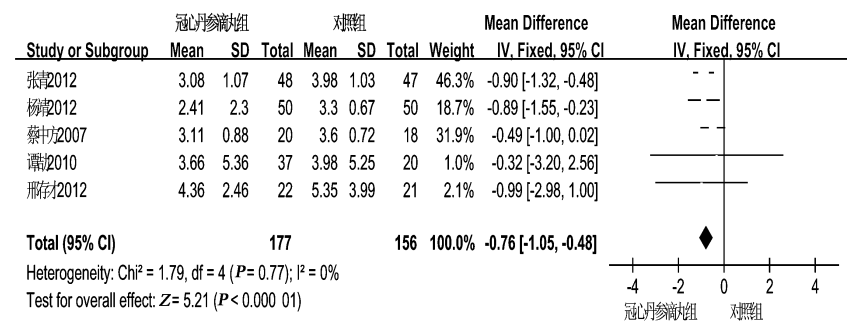 冠心丹参滴丸组 对照组 Mean Difference Mean Difference
Study or Subgroup Mean SD Total Mean SD Total Weight IV, Fixed, 95% CI IV, Fixed, 95% CI
张青2012 3.08 1.07 48 3.98 1.03 47 46.3% -0.90 [-1.32, -0.48]
杨靖2012 2.41 2.3 50 3.3 0.67 50 18.7% -0.89 [-1.55, -0.23]
蔡中方2007 3.11 0.88 20 3.6 0.72 18 31.9% -0.49 [-1.00, 0.02]
2010 3.66 5.36 37 3.98 5.25 20 1.0% -0.32 [-3.20, 2.56]
邢存才2012 4.36 2.46 22 5.35 3.99 21 2.1% -0.99 [-2.98, 1.00]
Total (95% CI) 177 156 100.0% -0.76 [-1.05, -0.48]
Heterogeneity: Chi² = 1.79, df = 4 (P = 0.77); I² = 0%
Test for overall effect: Z = 5.21 (P < 0.000 01)
-4 -2 0 2 4
冠心丹参滴丸组 对照组